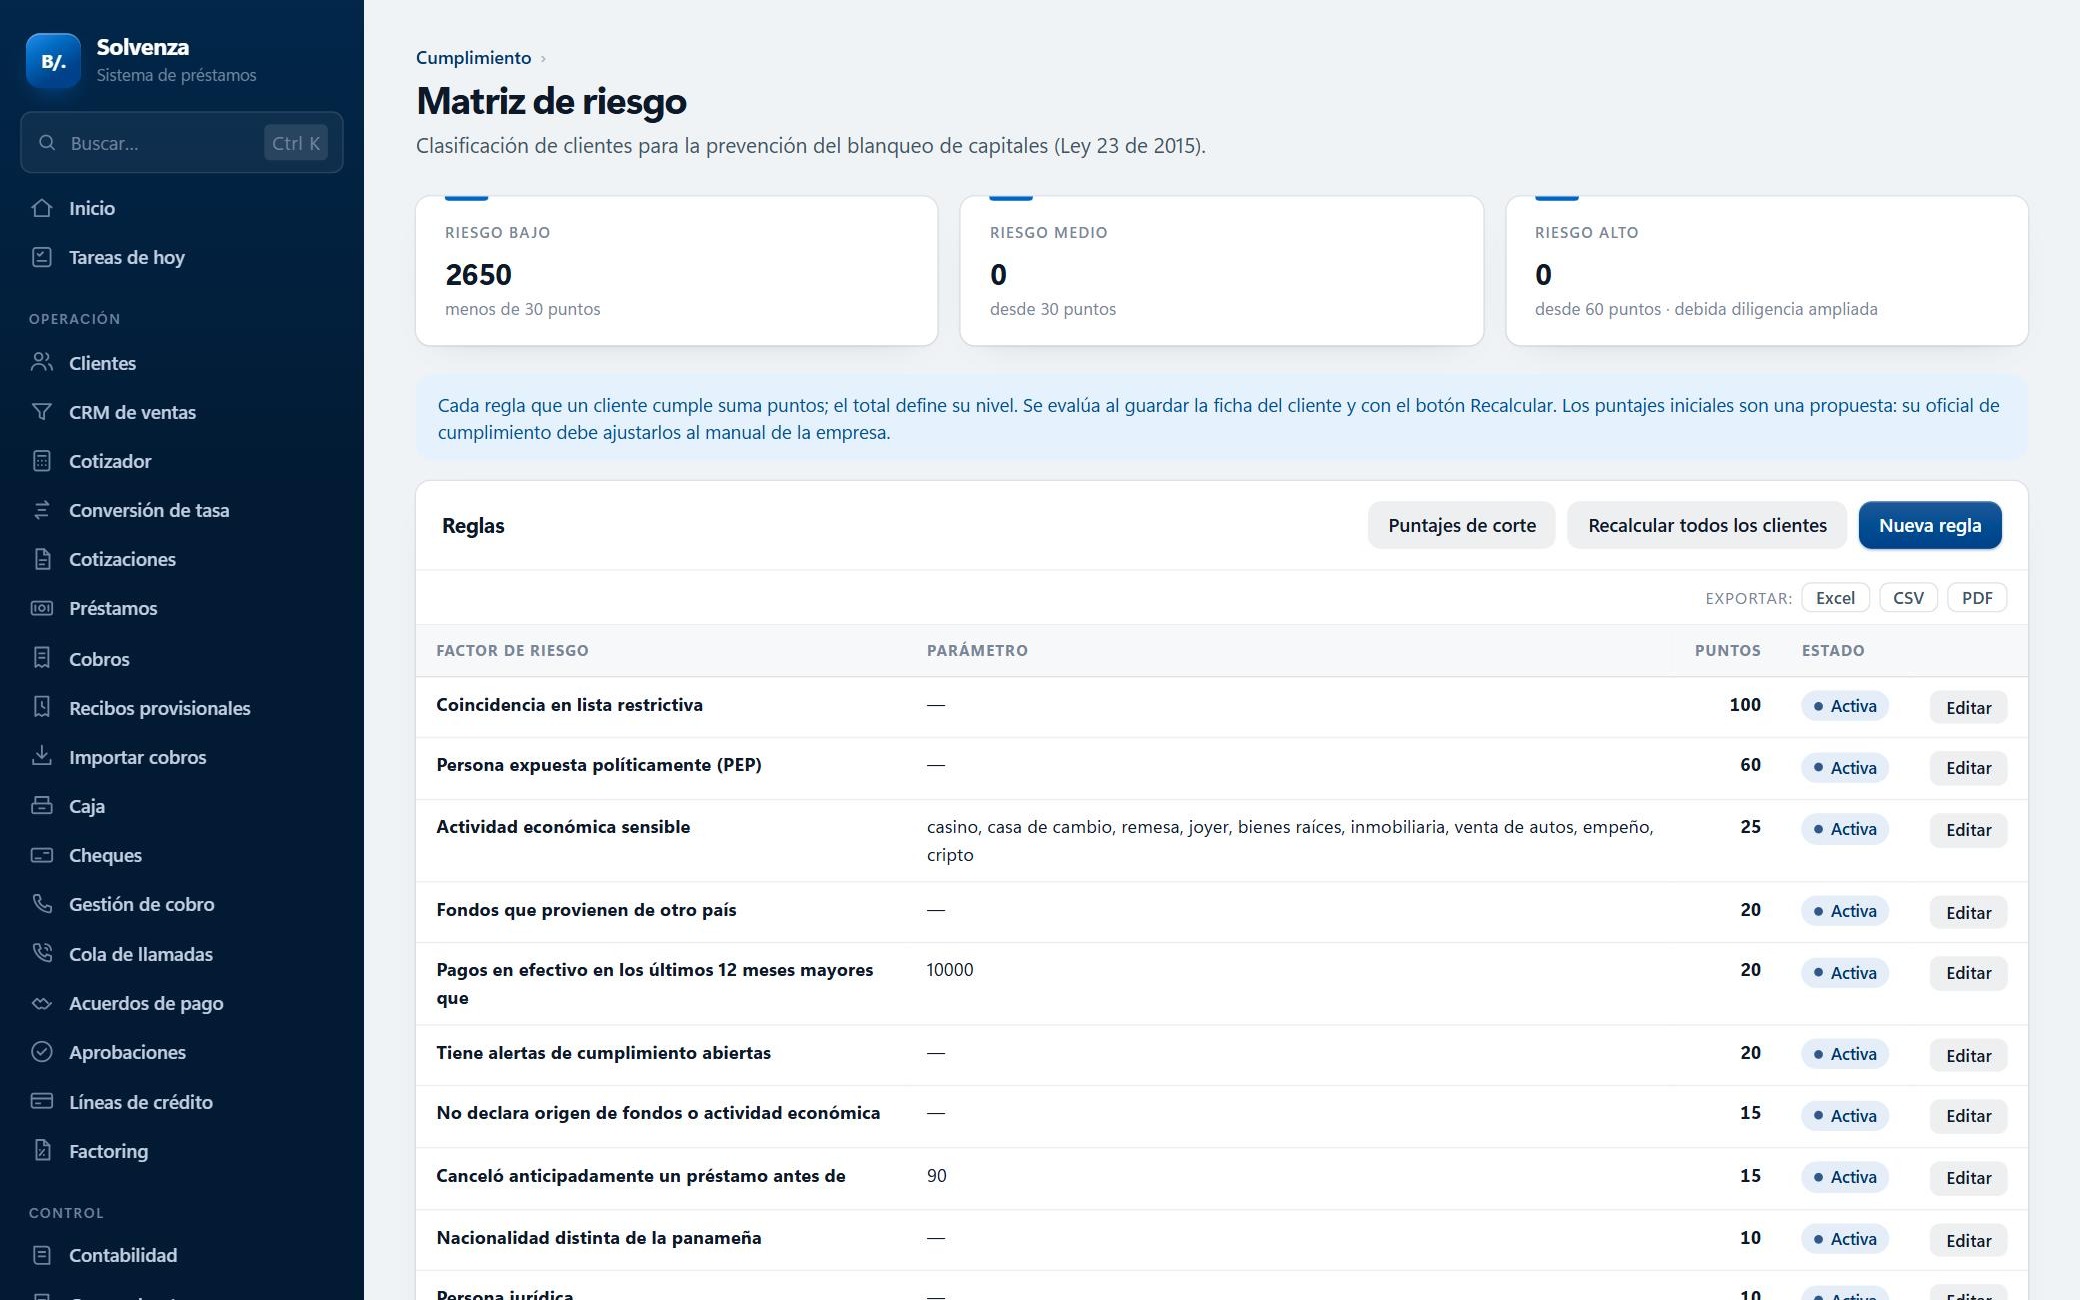 B/.
Solvenza
Sistema de préstamos
Buscar...
Ctrl K
Inicio
Tareas de hoy
OPERACIÓN
Clientes
CRM de ventas
Cotizador
Conversión de tasa
Cotizaciones
Préstamos
Cobros
Recibos provisionales
Importar cobros
Caja
Cheques
Gestión de cobro
Cola de llamadas
Acuerdos de pago
Aprobaciones
Líneas de crédito
Factoring
CONTROL
Contabilidad
Cumplimiento ›
Matriz de riesgo
Clasificación de clientes para la prevención del blanqueo de capitales (Ley 23 de 2015).
RIESGO BAJO
2650
menos de 30 puntos
RIESGO MEDIO
0
desde 30 puntos
RIESGO ALTO
0
desde 60 puntos · debida diligencia ampliada
Cada regla que un cliente cumple suma puntos; el total define su nivel. Se evalúa al guardar la ficha del cliente y con el botón Recalcular. Los puntajes iniciales son una propuesta: su oficial de
cumplimiento debe ajustarlos al manual de la empresa.
Reglas
Puntajes de corte
Recalcular todos los clientes
Nueva regla
EXPORTAR: Excel CSV PDF
FACTOR DE RIESGO PARÁMETRO PUNTOS ESTADO
Coincidencia en lista restrictiva — 100 Activa Editar
Persona expuesta políticamente (PEP) — 60 Activa Editar
Actividad económica sensible casino, casa de cambio, remesa, joyer, bienes raíces, inmobiliaria, venta de autos, empeño, 25 Activa Editar
cripto
Fondos que provienen de otro país — 20 Activa Editar
Pagos en efectivo en los últimos 12 meses mayores 10000 20 Activa Editar
que
Tiene alertas de cumplimiento abiertas — 20 Activa Editar
No declara origen de fondos o actividad económica — 15 Activa Editar
Canceló anticipadamente un préstamo antes de 90 15 Activa Editar
Nacionalidad distinta de la panameña — 10 Activa Editar
Persona jurídica — 10 Activa Editar